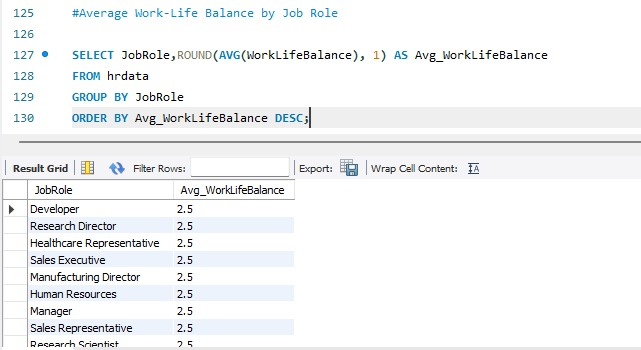 125 #Average Work-Life Balance by Job Role
126
127 SELECT JobRole,ROUND(AVG(WorkLifeBalance), 1) AS Avg_WorkLifeBalance
128 FROM hrdata
129 GROUP BY JobRole
130 ORDER BY Avg_WorkLifeBalance DESC;
Result Grid Filter Rows: Export: Wrap Cell Content: IA
JobRole Avg_WorkLifeBalance
Developer 2.5
Research Director 2.5
Healthcare Representative 2.5
Sales Executive 2.5
Manufacturing Director 2.5
Human Resources 2.5
Manager 2.5
Sales Representative 2.5
Research Scientist 2.5